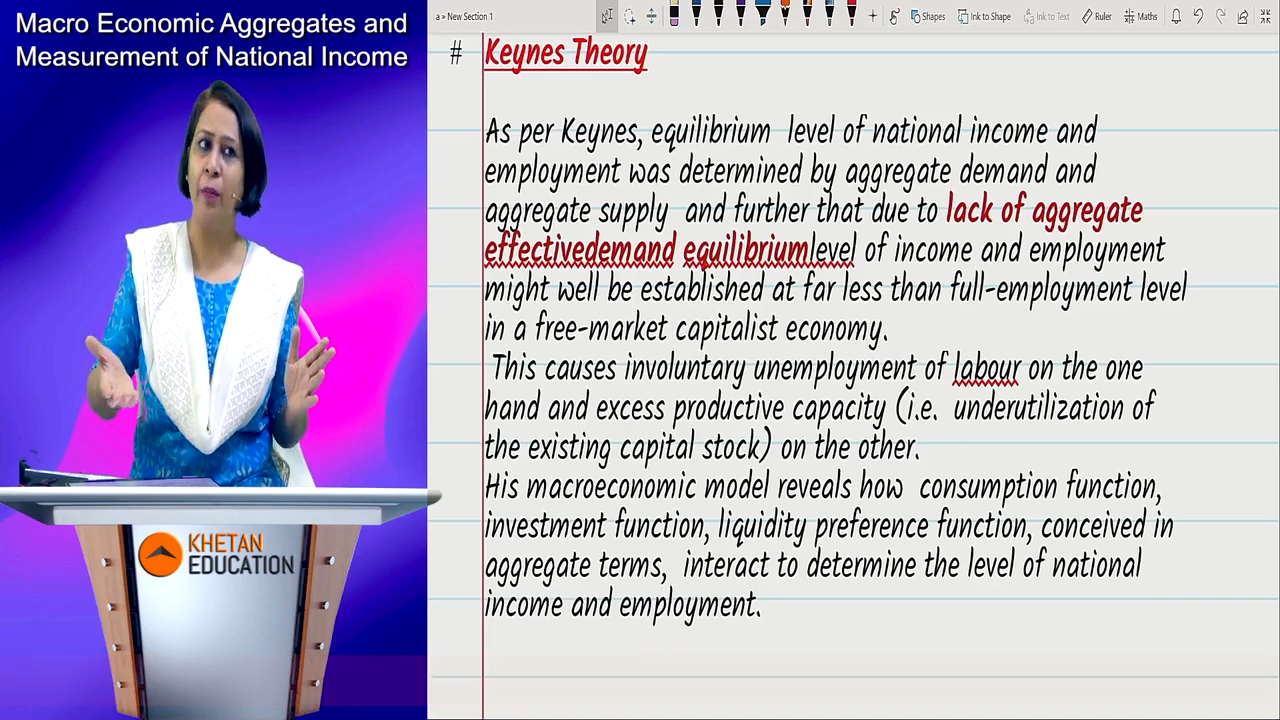 Macro Economic Aggregates and
Measurement of National Income
a » New Section 1
Shapes
Ink to Shape
Ink to Text
Ruler
Maths
# Keynes Theory
As per Keynes, equilibrium level of national income and
employment was determined by aggregate demand and
aggregate supply and further that due to lack of aggregate
effectivedemand equilibriumlevel of income and employment
might well be established at far less than full-employment level
in a free-market capitalist economy.
This causes involuntary unemployment of labour on the one
hand and excess productive capacity (i.e. underutilization of
the existing capital stock) on the other.
His macroeconomic model reveals how consumption function,
investment function, liquidity preference function, conceived in
aggregate terms, interact to determine the level of national
income and employment.
KHETAN
EDUCATION